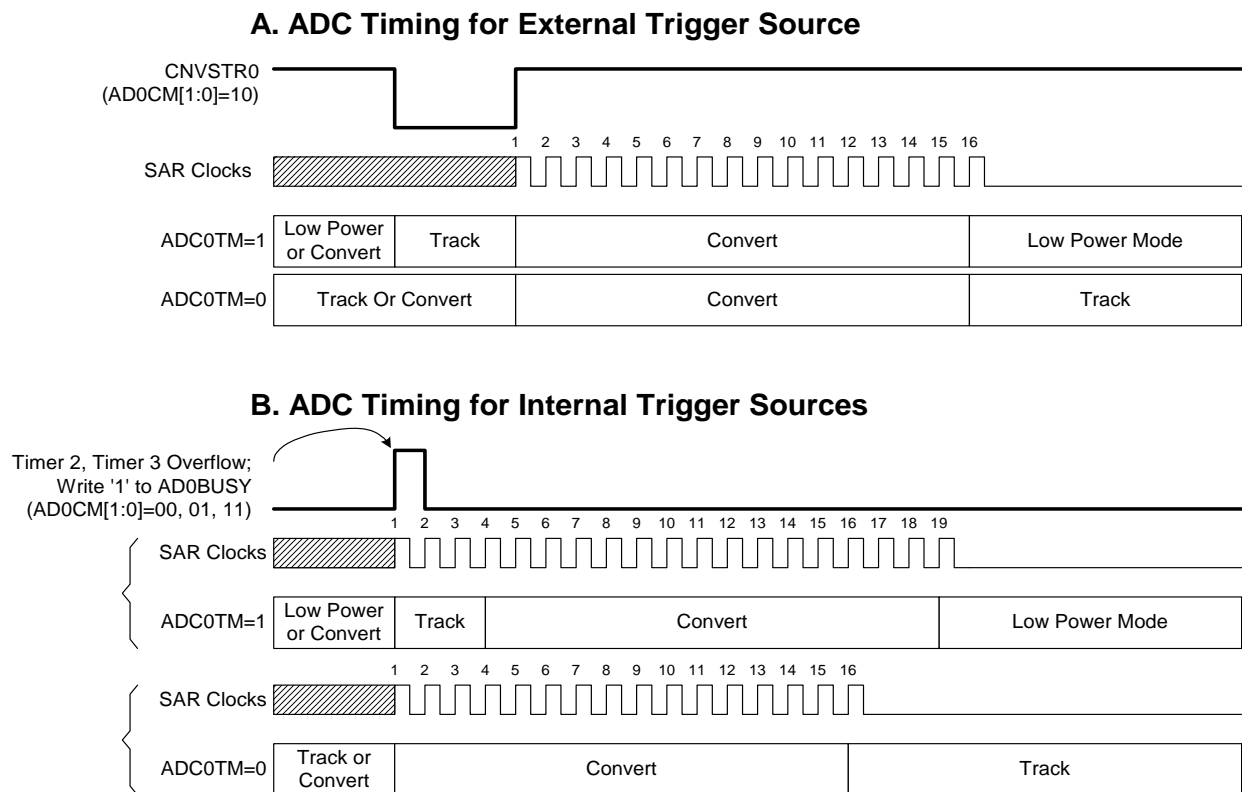 A. ADC Timing for External Trigger Source
CNVSTR0
(AD0CM[1:0]=10)
1 2 3 4 5 6 7 8 9 10 11 12 13 14 15 16
SAR Clocks
ADC0TM=1
Low Power
or Convert
Track
Convert
Low Power Mode
ADC0TM=0
Track Or Convert
Convert
Track
B. ADC Timing for Internal Trigger Sources
Timer 2, Timer 3 Overflow;
Write '1' to AD0BUSY
(AD0CM[1:0]=00, 01, 11)
1 2 3 4 5 6 7 8 9 10 11 12 13 14 15 16 17 18 19
SAR Clocks
ADC0TM=1
Low Power
or Convert
Track
Convert
Low Power Mode
1 2 3 4 5 6 7 8 9 10 11 12 13 14 15 16
SAR Clocks
ADC0TM=0
Track or
Convert
Convert
Track